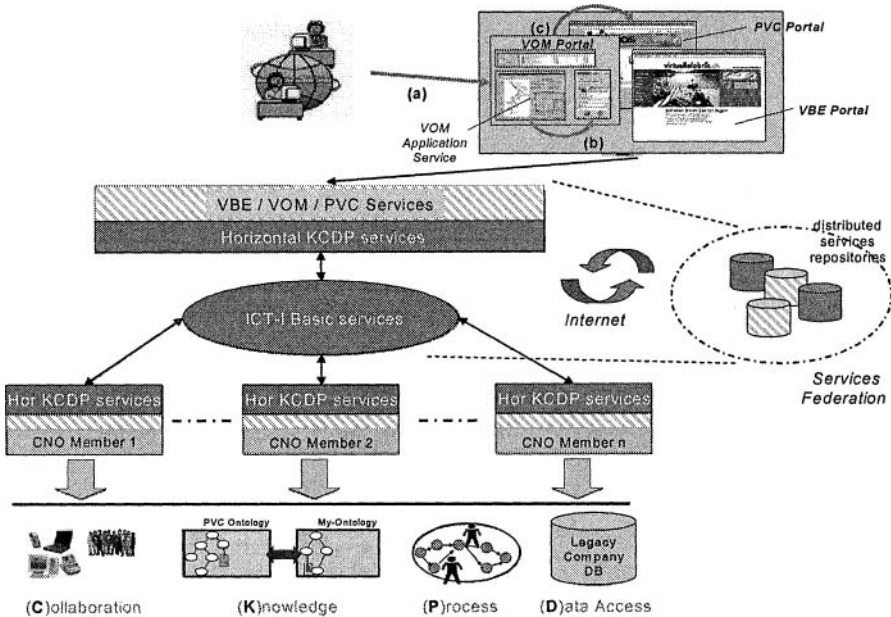 (c)
PVC Portal
VOM Portal
virtuellefabrik.ch
(a)
VBE Portal
VOM
Application
Service
(b)
VBE / VOM / PVC Services
Horizontal KCDP services
distributed
services
repositories
ICT-I Basic services
Internet
Services
Federation
Hor KCDP services
Hor KCDP services
Hor KCDP services
CNO Member 1
CNO Member 2
CNO Member n
PVC Ontology
My-Ontology
Legacy
Company
DB
(C)ollaboration
(K)nowledge
(P)rocess
(D)ata Access